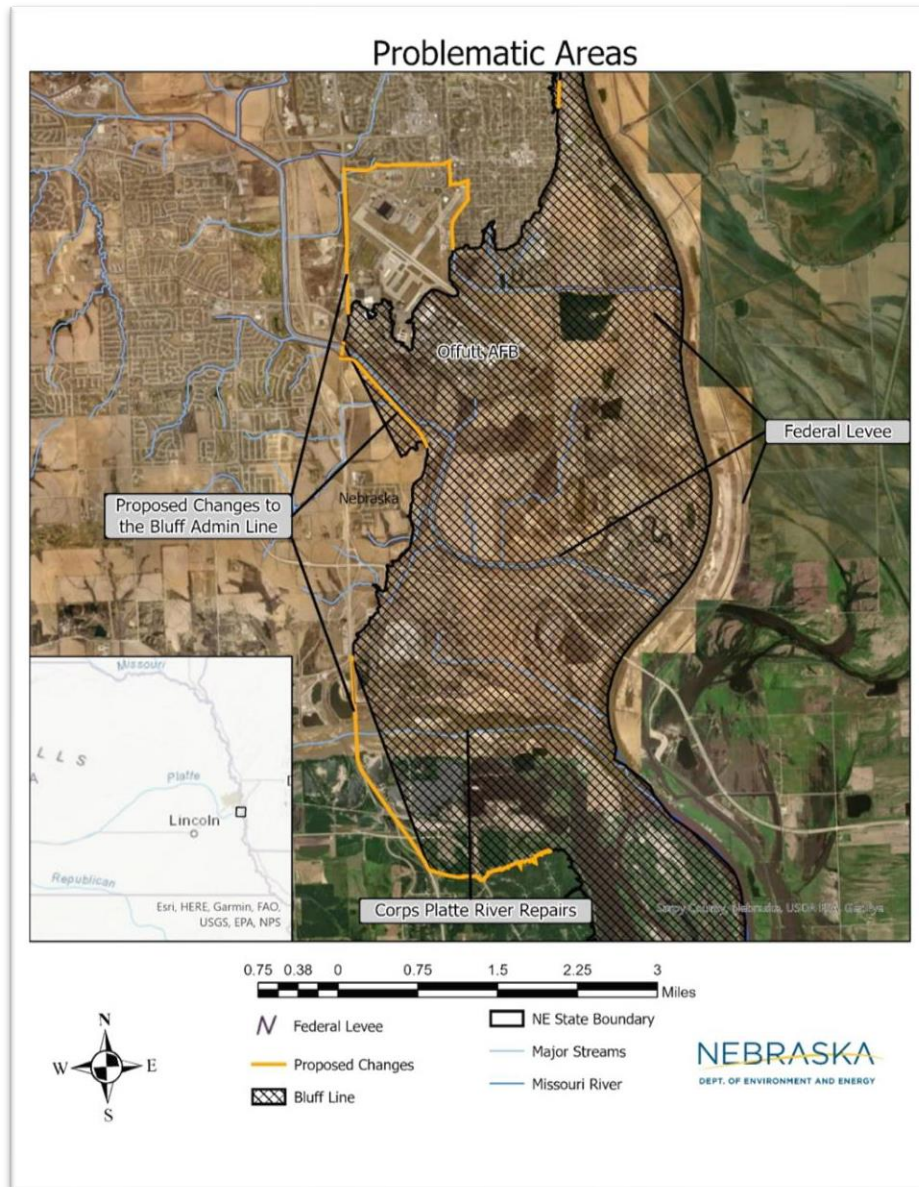 Problematic Areas
Offutt AFB
Federal Levee
Proposed Changes to
the Bluff Admin Line
Nebraska
Missouri
L L S
A
Platte
Lincoln
Republican
Esri, HERE, Garmin, FAO,
USGS, EPA, NPS
Corps Platte River Repairs
Sarpy County, Nebraska,
0.75 0.38 0 0.75 1.5 2.25 3
Miles
Federal Levee
NE State Boundary
Proposed Changes
Major Streams
Bluff Line
Missouri River
N
W E
S
NEBRASKA
DEPT. OF ENVIRONMENT AND ENERGY